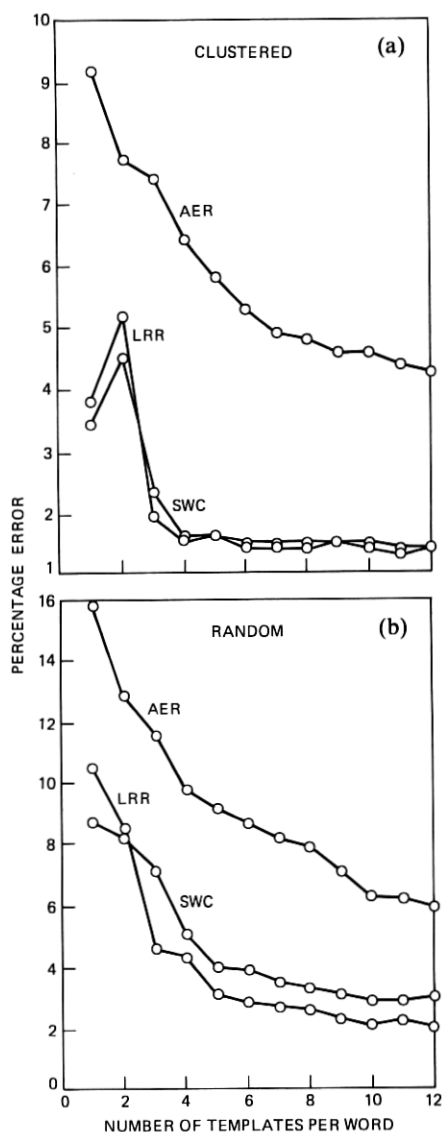 (a)
CLUSTERED
10
9
8
7
6
5
4
3
2
1
AER
LRR
SWC
PERCENTAGE ERROR
(b)
RANDOM
16
14
12
10
8
6
4
2
0
AER
LRR
SWC
0 2 4 6 8 10 12
NUMBER OF TEMPLATES PER WORD